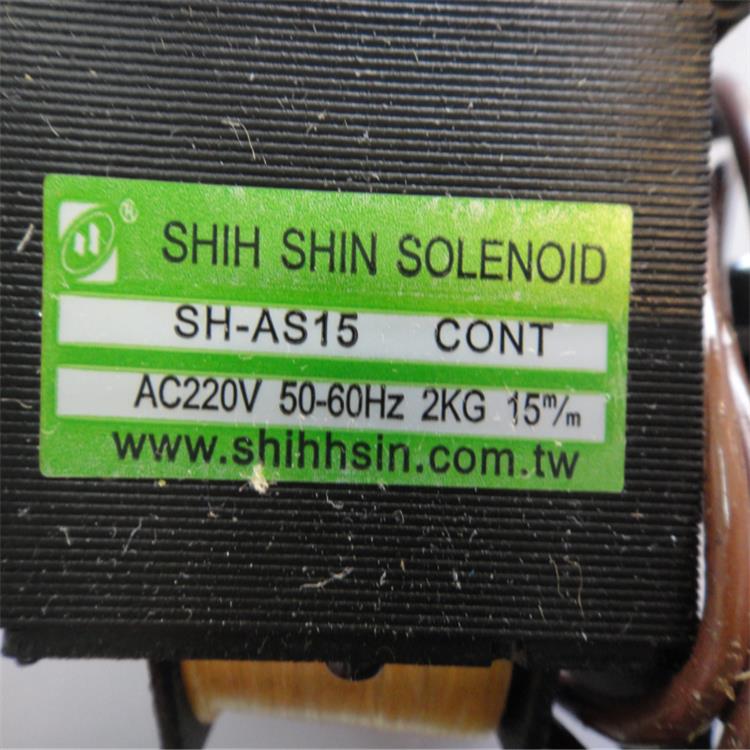 ® SHIH SHIN SOLENOID
SH-AS15 CONT
AC220V 50-60Hz 2KG 15m/m
www.shihhsin.com.tw